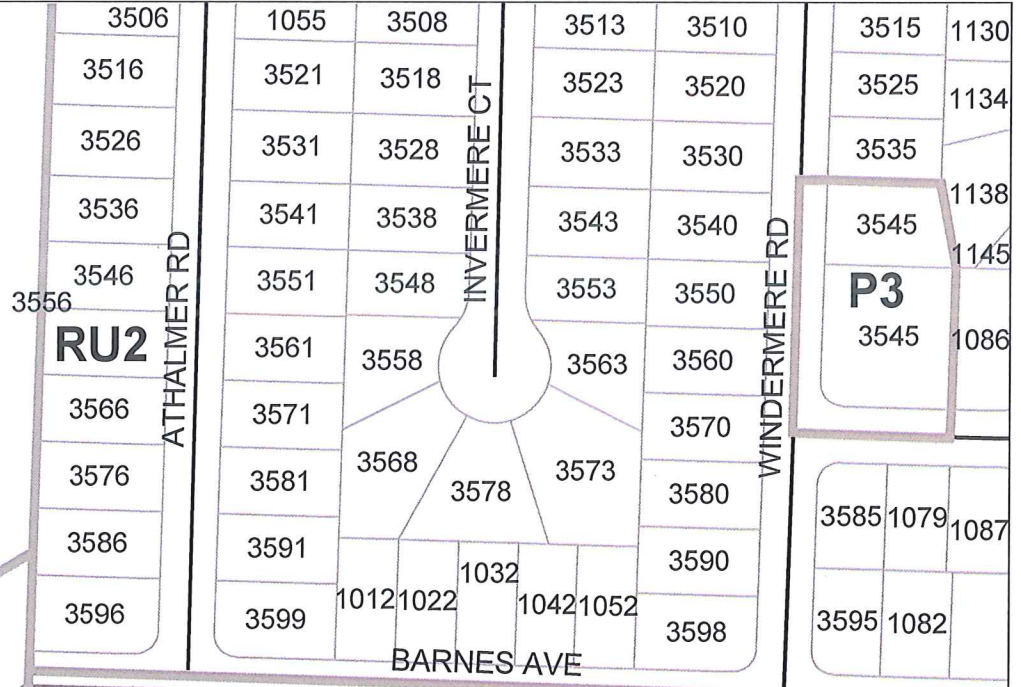 3506 1055 3508 3513 3510 3515 1130
3516 3521 3518 3523 3520 3525 1134
3526 3531 3528 3533 3530 3535
3536 3541 3538 3543 3540 3545 1138
3546 3551 3548 3553 3550 P3 1145
3556
RU2 3561 3558 3563 3560 3545 1086
3566 3571 3568 3573 3570
3576 3581 3578 3580 3585 1079 1087
3586 3591 1032 3590
3596 3599 1012 1022 1042 1052 3598 3595 1082
ATHALMER RD
INVERMERE CT
WINDERMERE RD
BARNES AVE